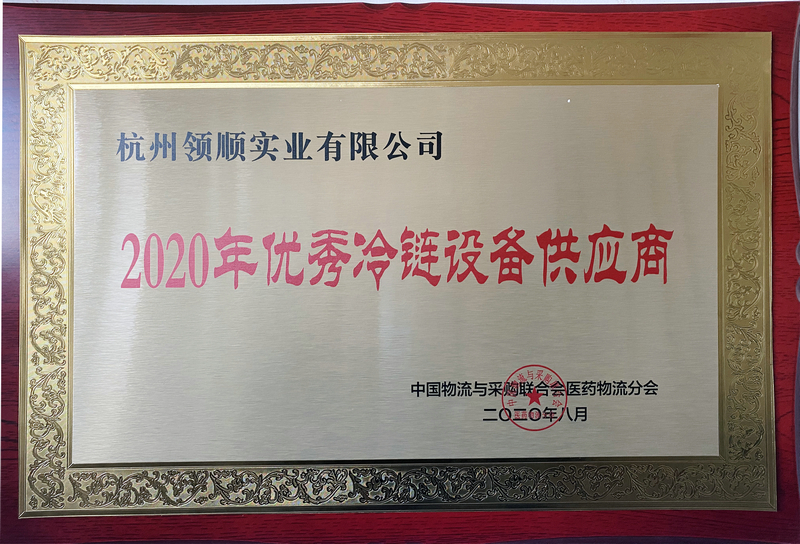 杭州领顺实业有限公司
2020年优秀冷链设备供应商
中国物流与采购联合会医药物流分会
二〇二〇年八月